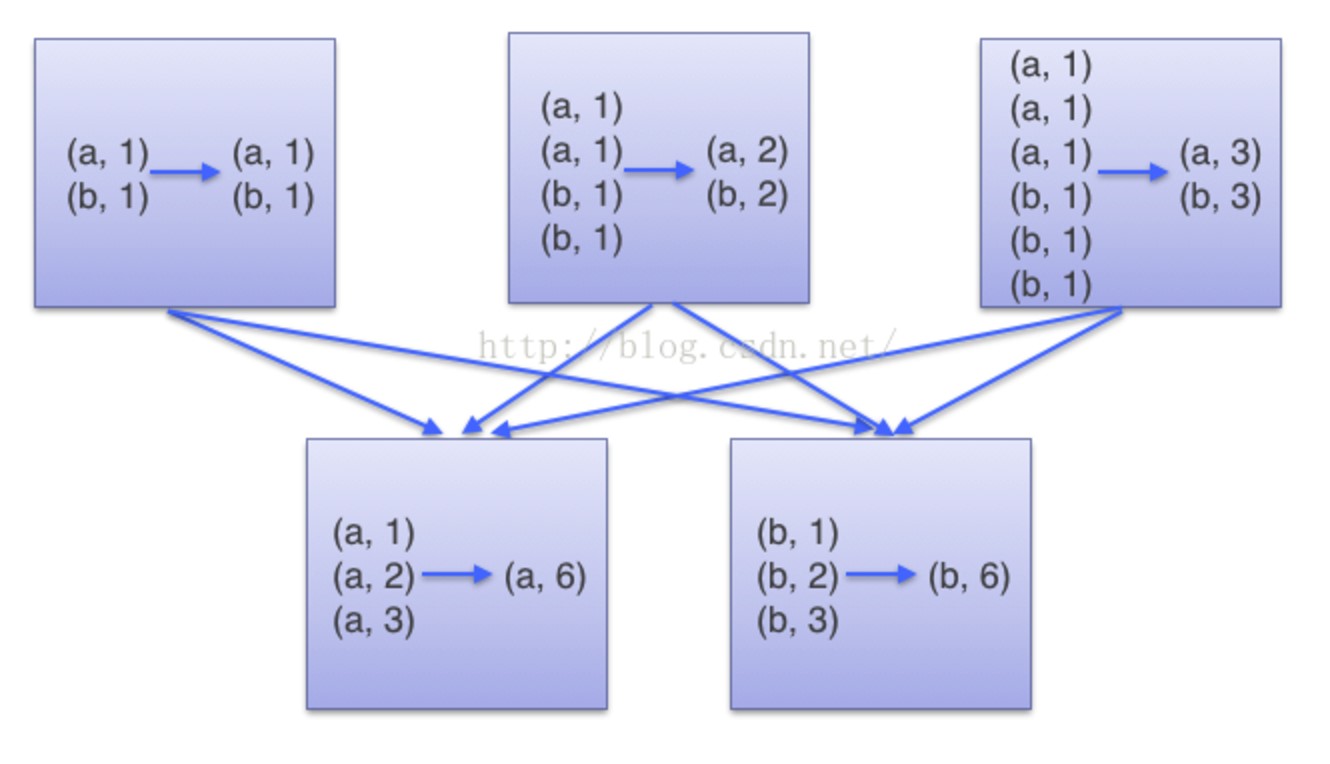 (a, 1)
(b, 1)
(a, 1)
(b, 1)
(a, 1)
(a, 1)
(b, 1)
(b, 1)
(a, 2)
(b, 2)
(a, 1)
(a, 1)
(a, 1)
(b, 1)
(b, 1)
(b, 1)
(a, 3)
(b, 3)
http://blog.csdn.net/
(a, 1)
(a, 2)
(a, 3)
(a, 6)
(b, 1)
(b, 2)
(b, 3)
(b, 6)